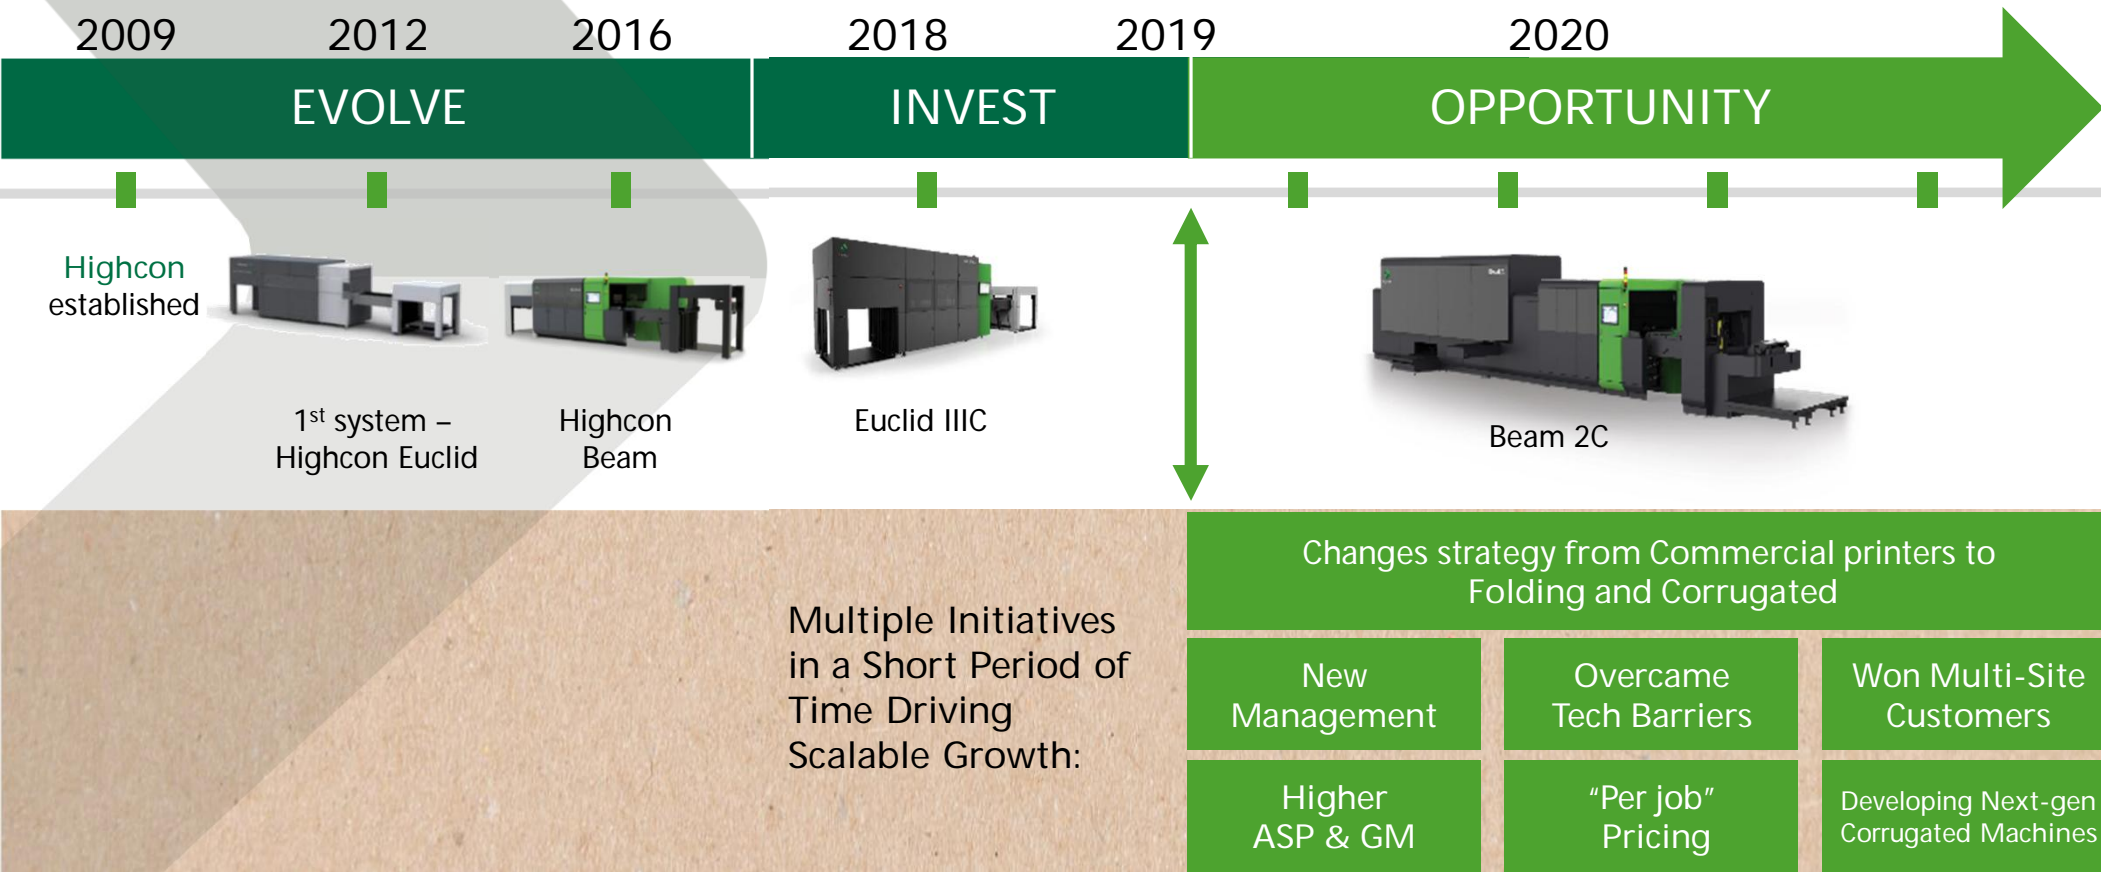 2009 2012 2016 2018 2019 2020
EVOLVE INVEST OPPORTUNITY
Highcon
established
1st system –
Highcon Euclid
Highcon
Beam
Euclid IIIC
Beam 2C
Multiple Initiatives
in a Short Period of
Time Driving
Scalable Growth:
Changes strategy from Commercial printers to
Folding and Corrugated
New
Management
Overcame
Tech Barriers
Won Multi-Site
Customers
Higher
ASP & GM
“Per job”
Pricing
Developing Next-gen
Corrugated Machines